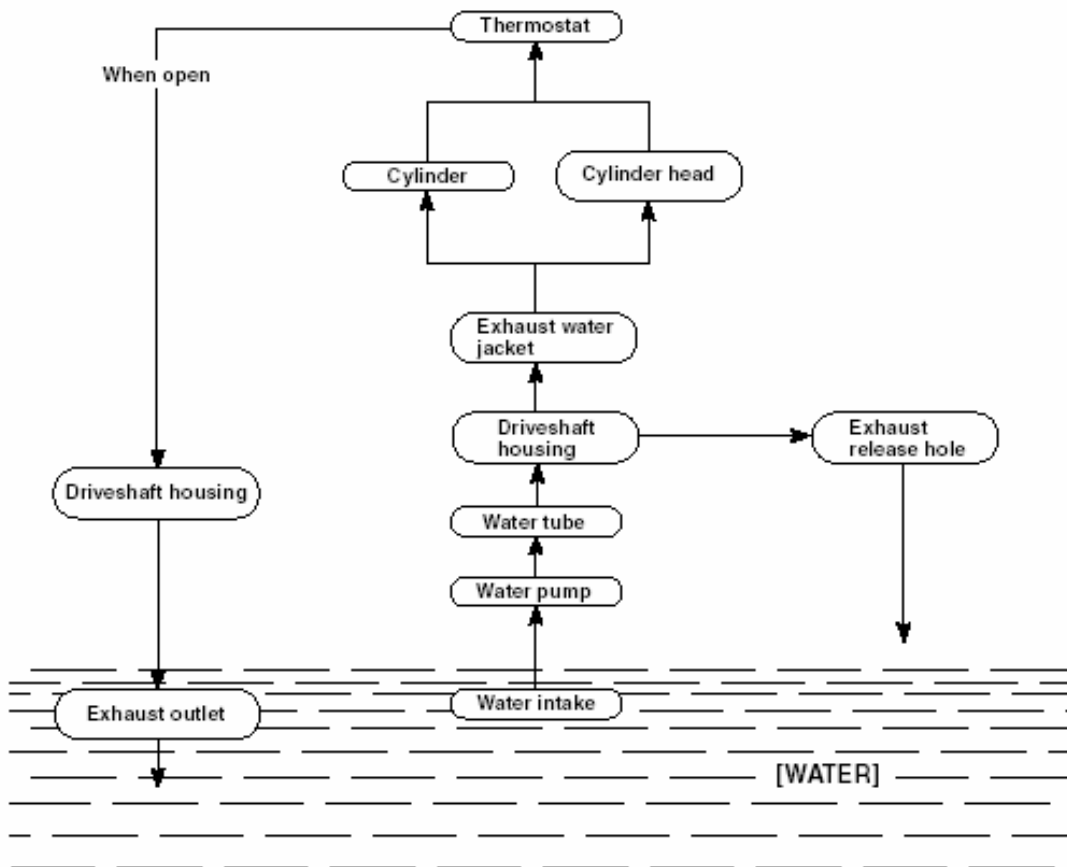 Thermostat
When open
Cylinder
Cylinder head
Exhaust water
jacket
Driveshaft
housing
Exhaust
release hole
Driveshaft housing
Water tube
Water pump
Water intake
Exhaust outlet
[WATER]